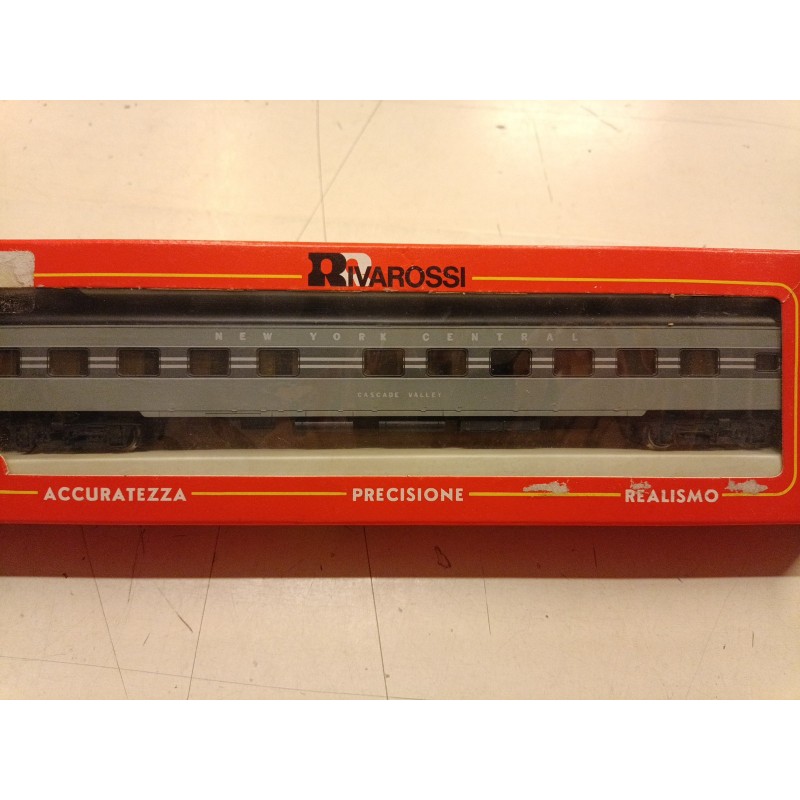 RIVAROSSI
NEW YORK CENTRAL
CASCADE VALLEY
ACCURATEZZA PRECISIONE REALISMO